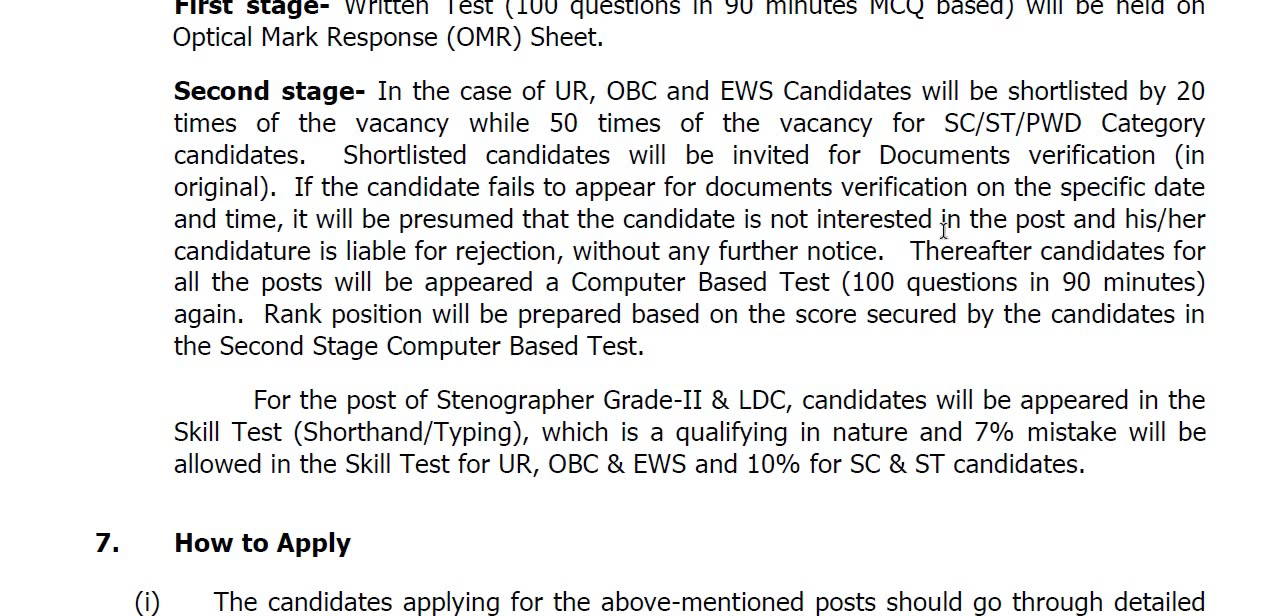 First stage- Written Test (100 questions in 90 minutes MCQ based) will be held on
Optical Mark Response (OMR) Sheet.
Second stage- In the case of UR, OBC and EWS Candidates will be shortlisted by 20
times of the vacancy while 50 times of the vacancy for SC/ST/PWD Category
candidates. Shortlisted candidates will be invited for Documents verification (in
original). If the candidate fails to appear for documents verification on the specific date
and time, it will be presumed that the candidate is not interested in the post and his/her
candidature is liable for rejection, without any further notice. Thereafter candidates for
all the posts will be appeared a Computer Based Test (100 questions in 90 minutes)
again. Rank position will be prepared based on the score secured by the candidates in
the Second Stage Computer Based Test.
For the post of Stenographer Grade-II & LDC, candidates will be appeared in the
Skill Test (Shorthand/Typing), which is a qualifying in nature and 7% mistake will be
allowed in the Skill Test for UR, OBC & EWS and 10% for SC & ST candidates.
7. How to Apply
(i) The candidates applying for the above-mentioned posts should go through detailed